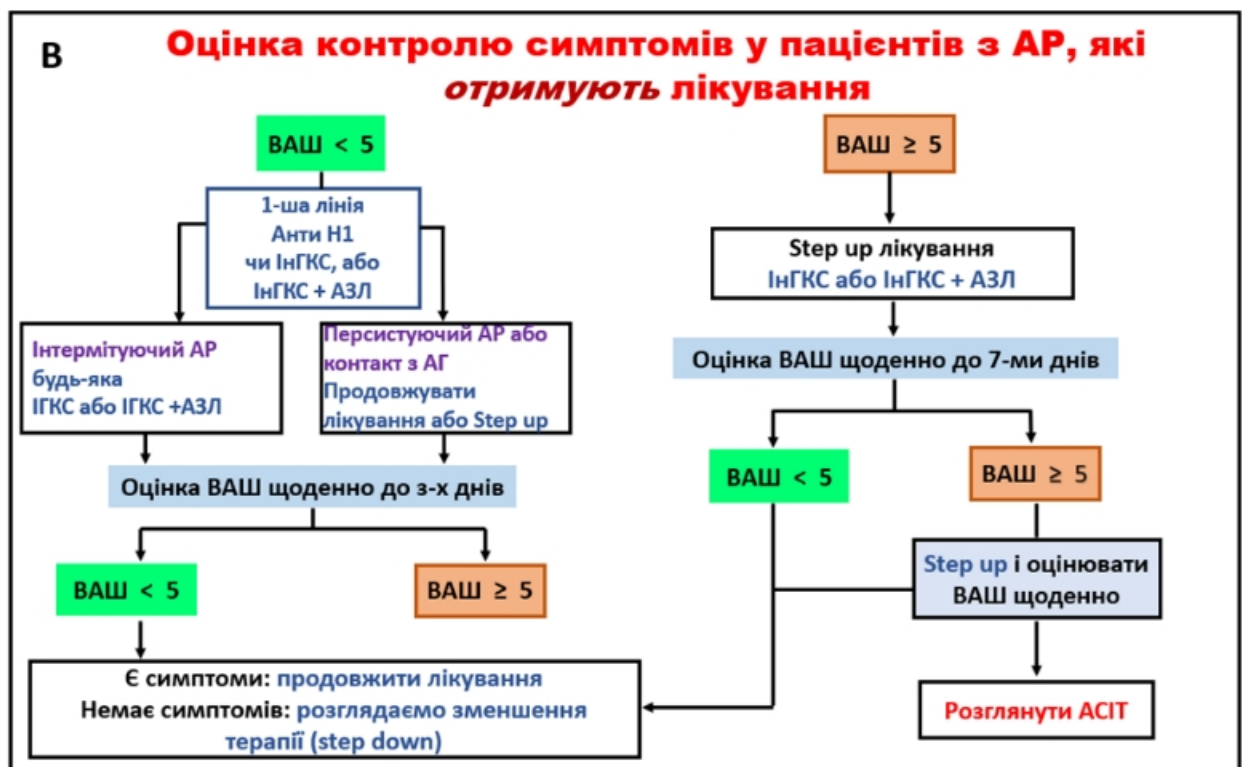 В
Оцінка контролю симптомів у пацієнтів з АР, які
отримують лікування
ВАШ < 5
1-ша лінія
Анти Н1
чи ІнГКС, або
ІнГКС + АЗЛ
Інтермітуючий АР
будь-яка
ІГКС або ІГКС +АЗЛ
Персистуючий АР або
контакт з АГ
Продовжувати
лікування або Step up
Оцінка ВАШ щоденно до з-х днів
ВАШ < 5
ВАШ ≥ 5
Є симптоми: продовжити лікування
Немає симптомів: розглядаємо зменшення
терапії (step down)
ВАШ ≥ 5
Step up лікування
ІнГКС або ІнГКС + АЗЛ
Оцінка ВАШ щоденно до 7-ми днів
ВАШ < 5
ВАШ ≥ 5
Step up і оцінювати
ВАШ щоденно
Розглянути АСІТ